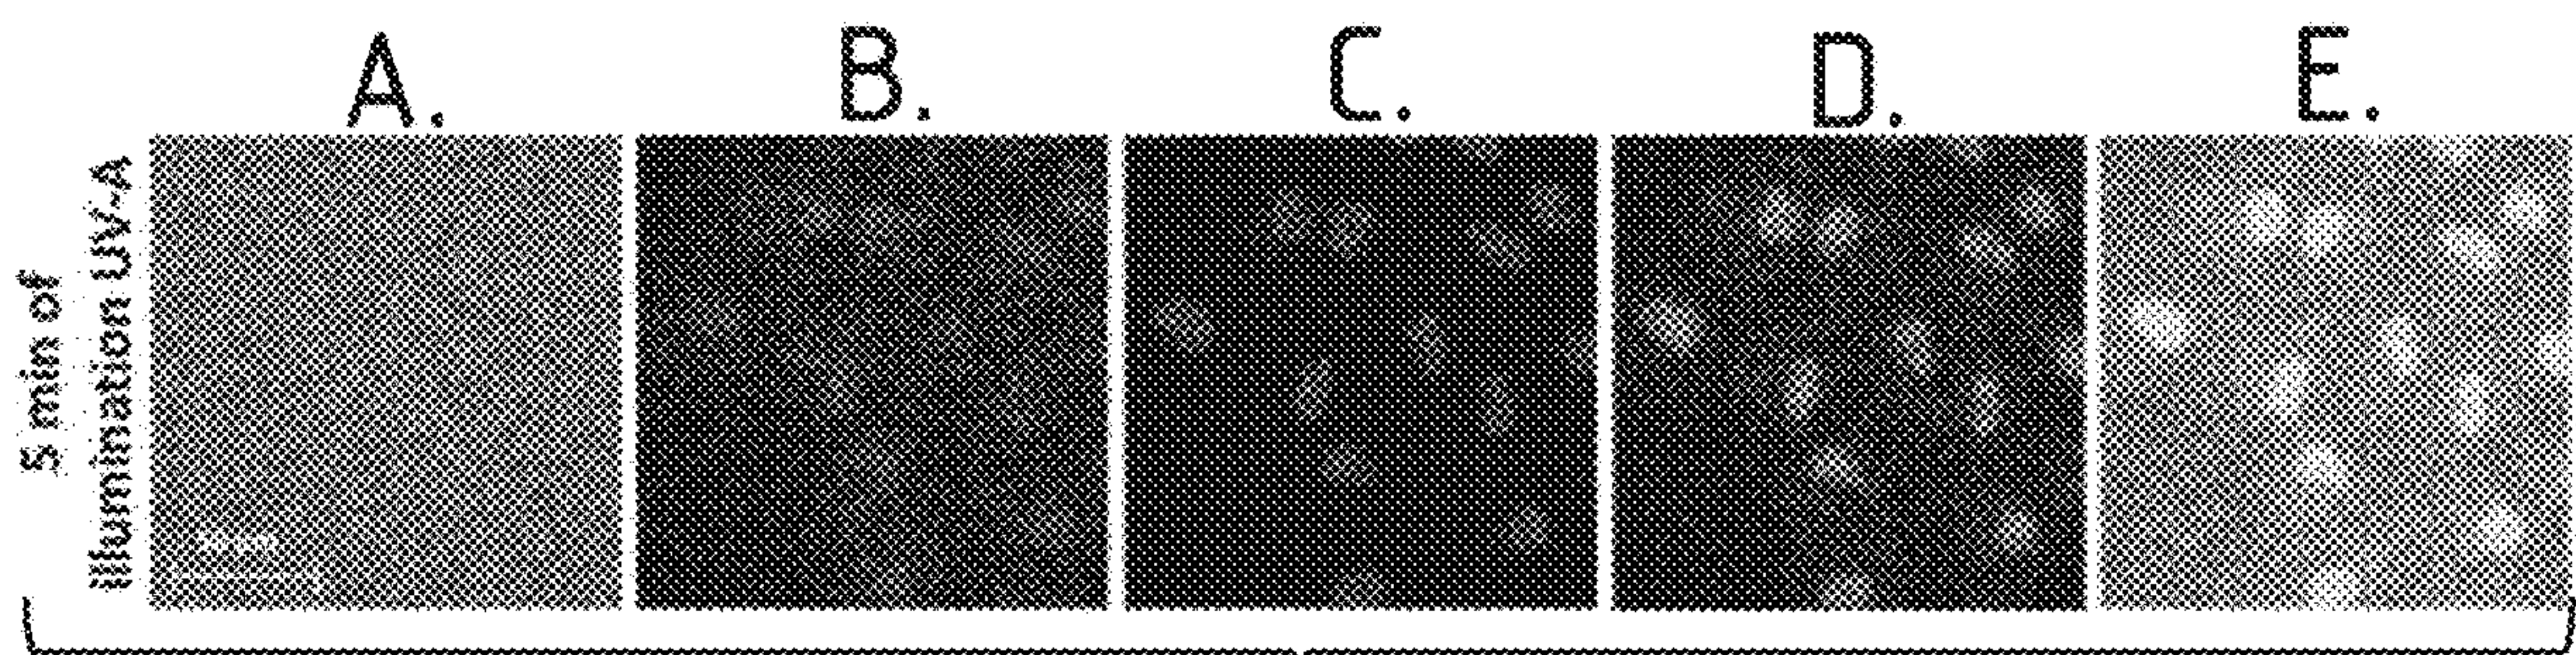 A. B. C. D. E.
5 min of
illumination UV-A